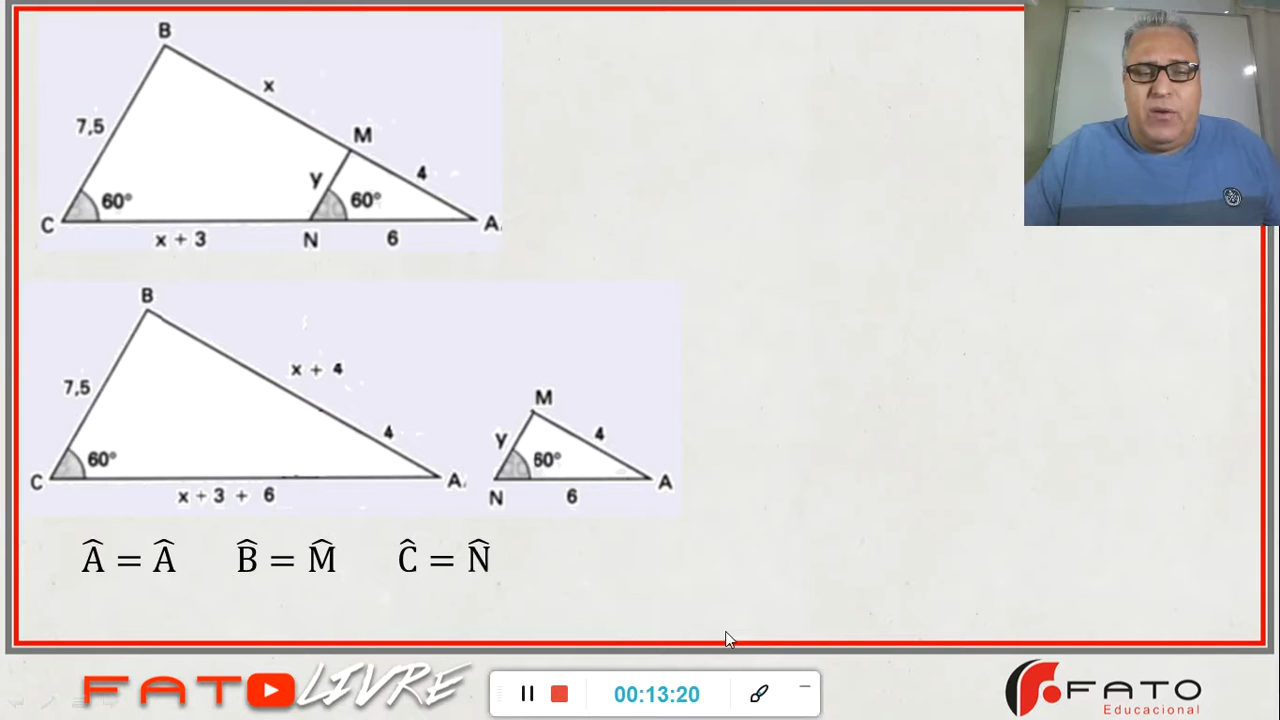 B
x
7,5
M
y
4
60°
60°
C
A
x + 3
N
6
B
x + 4
7,5
M
4
y
4
60°
60°
C
A
A
x + 3 + 6
N
6
Â = Â B̂ = M̂ Ĉ = N̂
FATO LIVRE
00:13:20
FATO
Educacional